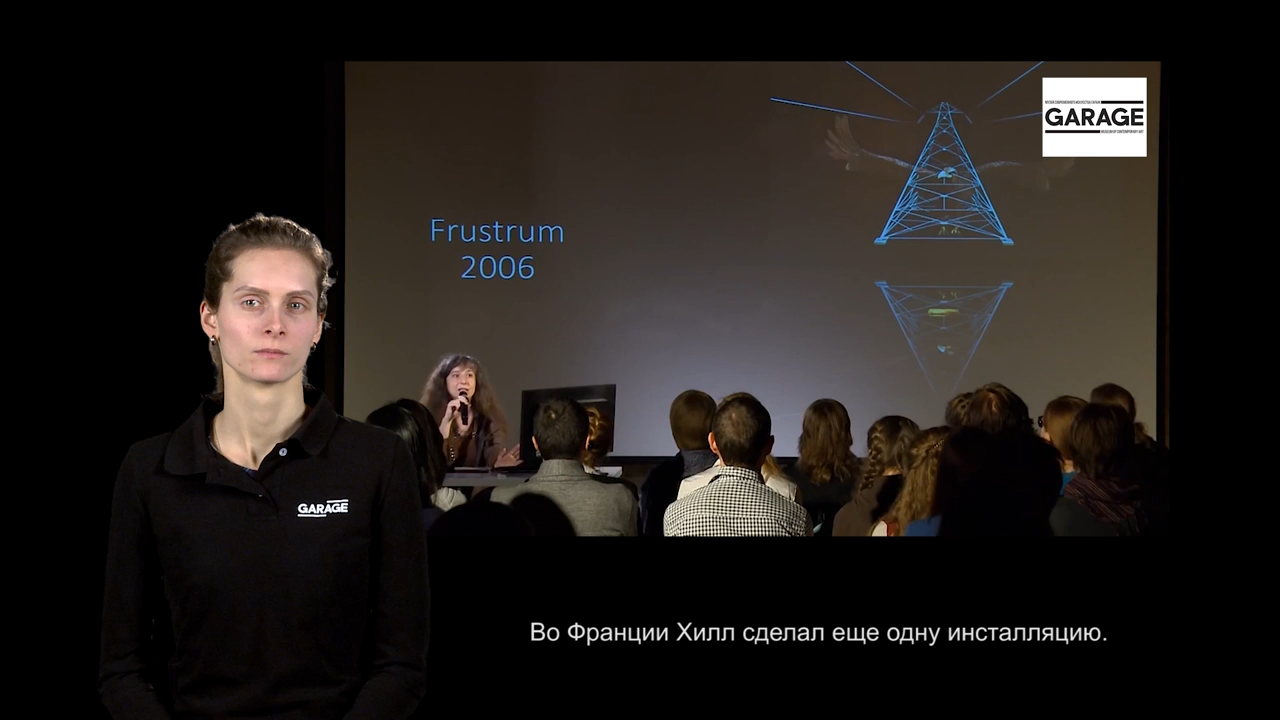 GARAGE
Frustrum
2006
GARAGE
Во Франции Хилл сделал еще одну инсталляцию.